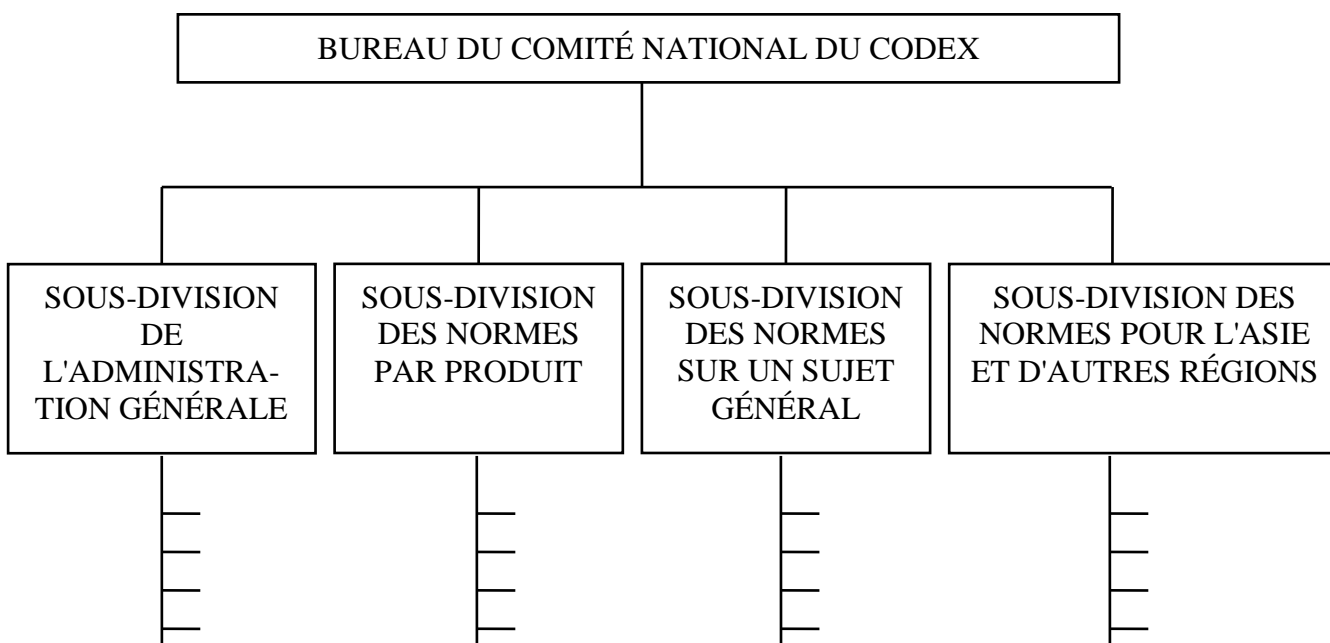 BUREAU DU COMITÉ NATIONAL DU CODEX
SOUS-DIVISION
DE
L'ADMINISTRA-
TION GÉNÉRALE
SOUS-DIVISION
DES NORMES
PAR PRODUIT
SOUS-DIVISION
DES NORMES
SUR UN SUJET
GÉNÉRAL
SOUS-DIVISION DES
NORMES POUR L'ASIE
ET D'AUTRES RÉGIONS